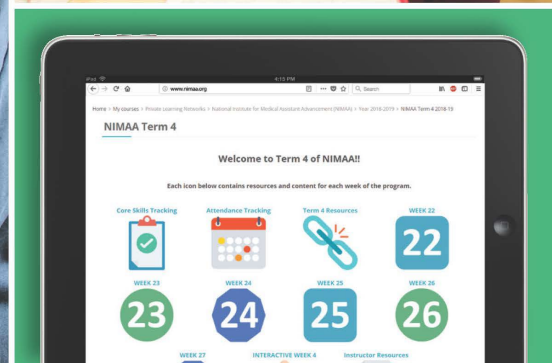 iPad
4:13 PM
www.nimaa.org
Search
Home > My courses > Private Learning Networks > National Institute for Medical Assistant Advancement (NIMAA) > Year 2018-2019 > NIMAA Term 4 2018-19
NIMAA Term 4
Welcome to Term 4 of NIMAA!!
Each icon below contains resources and content for each week of the program.
Core Skills Tracking
Attendance Tracking
Term 4 Resources
WEEK 22
22
WEEK 23
WEEK 24
WEEK 25
WEEK 26
23
24
25
26
WEEK 27
INTERACTIVE WEEK 4
Instructor Resources